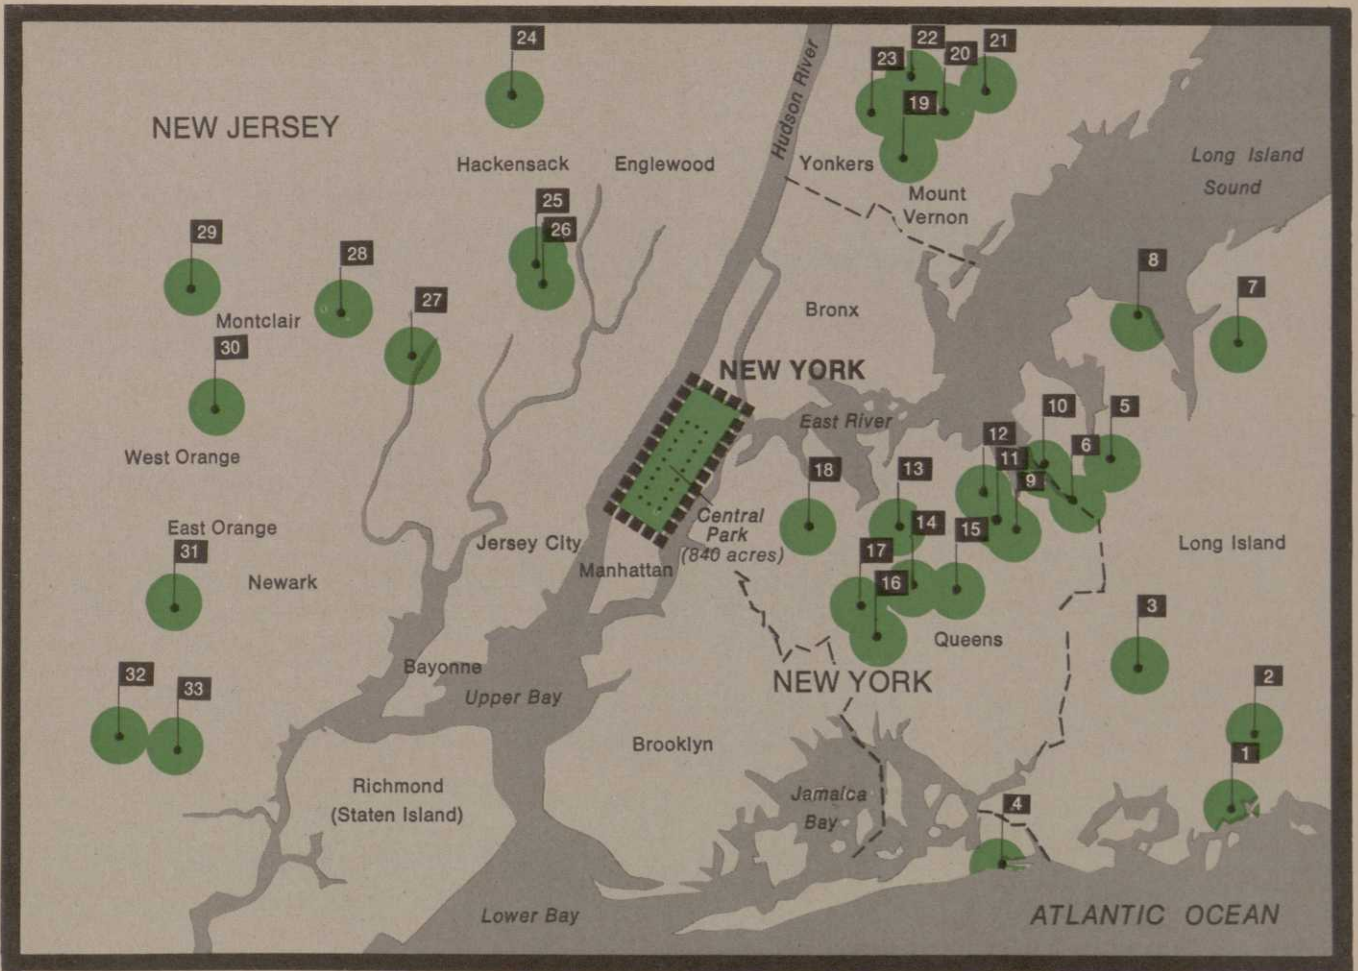 24
22
21
23
20
19
Hudson River
NEW JERSEY
Hackensack
Englewood
Yonkers
Long Island
Sound
Mount
Vernon
25
26
29
28
8
27
7
Montclair
Bronx
30
NEW YORK
10
5
East River
12
6
11
West Orange
18
13
9
Central
Park
(840 acres)
14
15
East Orange
Jersey City
Long Island
31
Manhattan
17
16
Newark
3
Queens
Bayonne
32
33
NEW YORK
2
Upper Bay
Brooklyn
1
Richmond
(Staten Island)
Jamaica
Bay
4
Lower Bay
ATLANTIC OCEAN